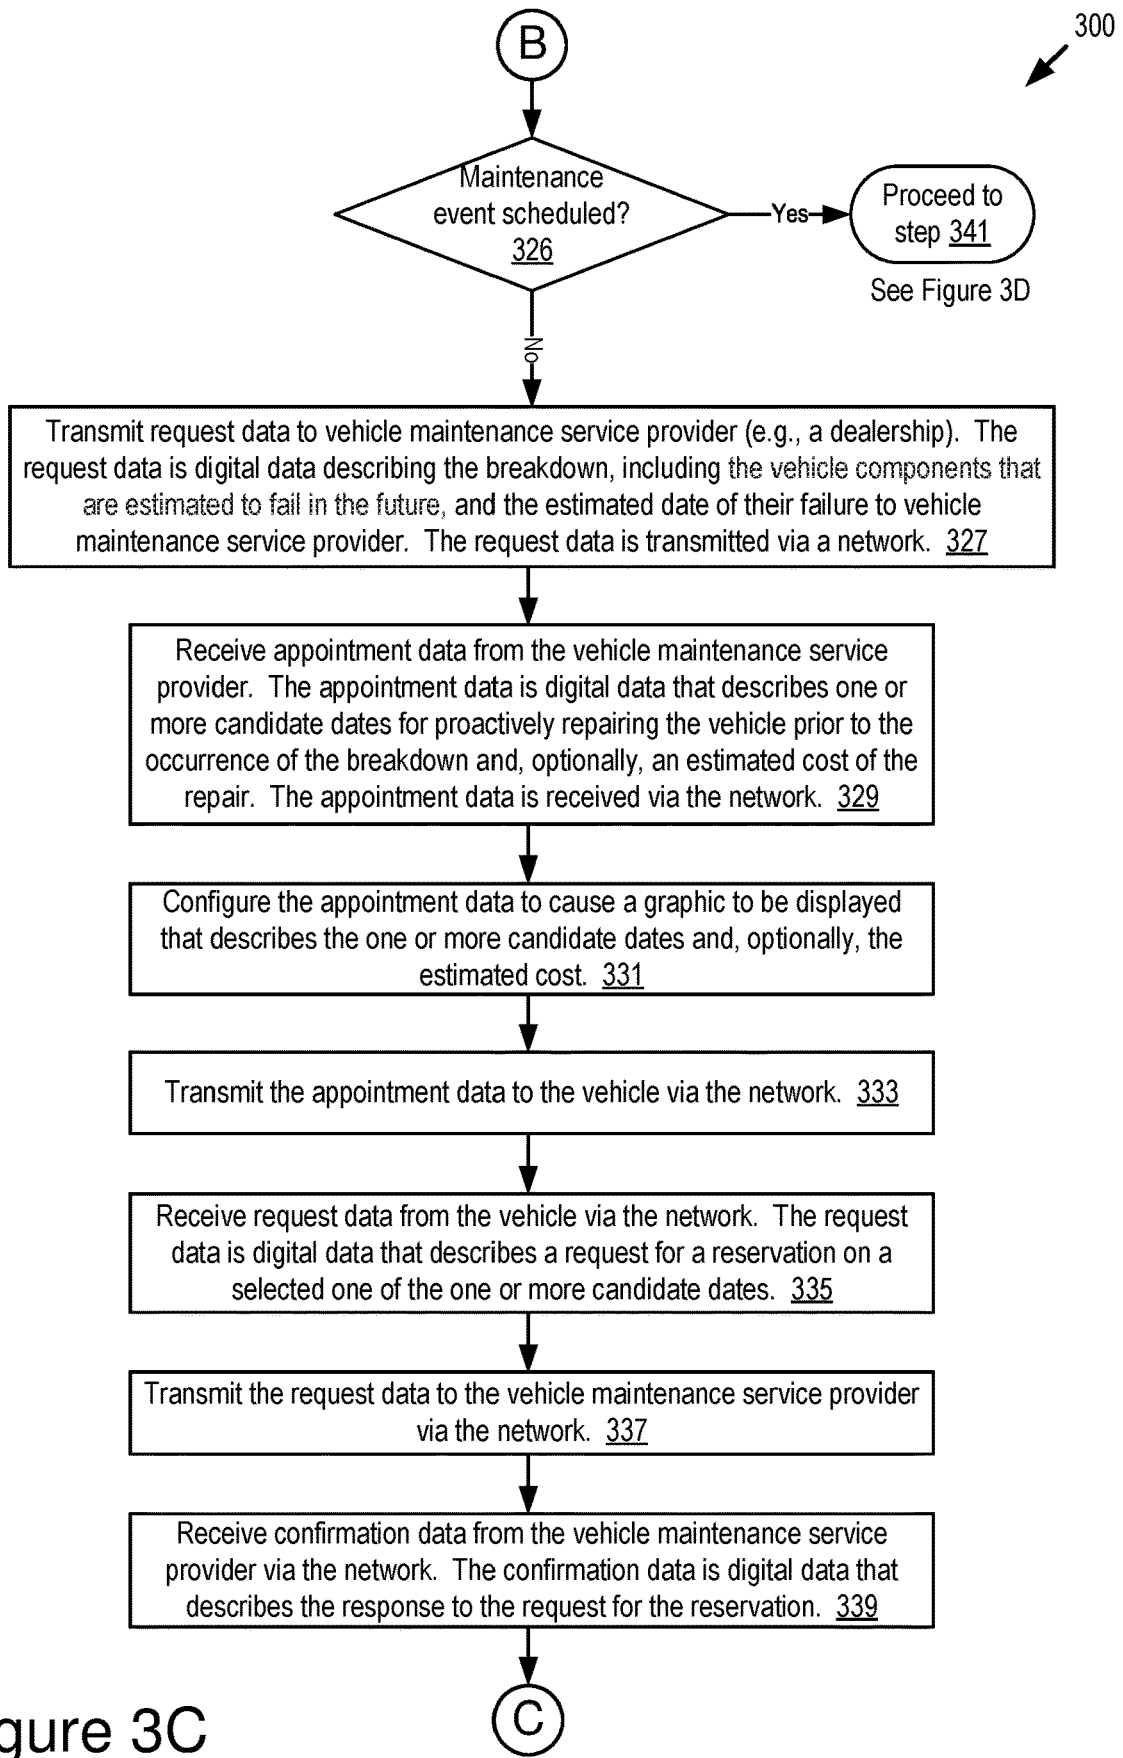 B
300
Maintenance
event scheduled?
326
Yes
Proceed to
step 341
See Figure 3D
No
Transmit request data to vehicle maintenance service provider (e.g., a dealership). The
request data is digital data describing the breakdown, including the vehicle components that
are estimated to fail in the future, and the estimated date of their failure to vehicle
maintenance service provider. The request data is transmitted via a network. 327
Receive appointment data from the vehicle maintenance service
provider. The appointment data is digital data that describes one or
more candidate dates for proactively repairing the vehicle prior to the
occurrence of the breakdown and, optionally, an estimated cost of the
repair. The appointment data is received via the network. 329
Configure the appointment data to cause a graphic to be displayed
that describes the one or more candidate dates and, optionally, the
estimated cost. 331
Transmit the appointment data to the vehicle via the network. 333
Receive request data from the vehicle via the network. The request
data is digital data that describes a request for a reservation on a
selected one of the one or more candidate dates. 335
Transmit the request data to the vehicle maintenance service provider
via the network. 337
Receive confirmation data from the vehicle maintenance service
provider via the network. The confirmation data is digital data that
describes the response to the request for the reservation. 339
C
gure 3C